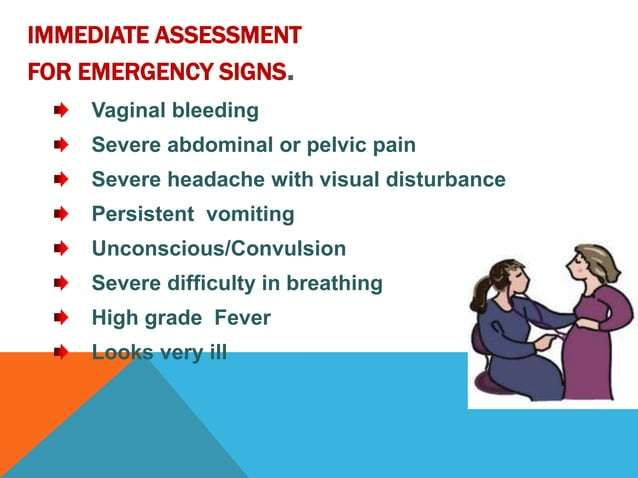 IMMEDIATE ASSESSMENT
FOR EMERGENCY SIGNS.
Vaginal bleeding
Severe abdominal or pelvic pain
Severe headache with visual disturbance
Persistent  vomiting
Unconscious/Convulsion
Severe difficulty in breathing
High grade  Fever
Looks very ill